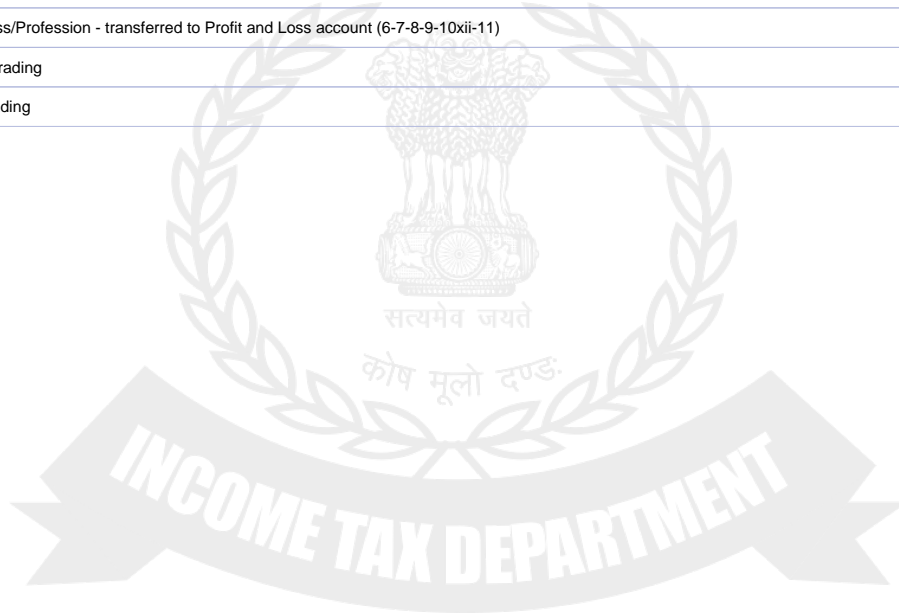 ss/Profession - transferred to Profit and Loss account (6-7-8-9-10xii-11)
rading
ding
सत्यमेव जयते
कोष मूलो दण्डः
INCOME TAX DEPARTMENT